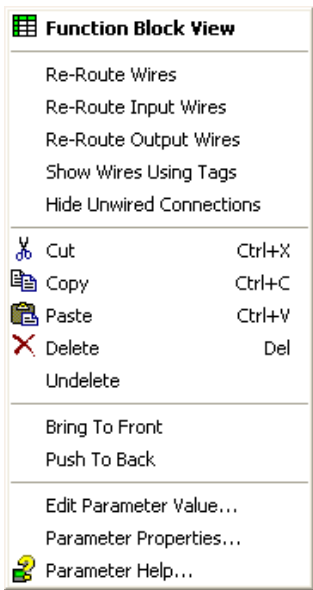 Function Block View
Re-Route Wires
Re-Route Input Wires
Re-Route Output Wires
Show Wires Using Tags
Hide Unwired Connections
Cut Ctrl+X
Copy Ctrl+C
Paste Ctrl+V
Delete Del
Undelete
Bring To Front
Push To Back
Edit Parameter Value...
Parameter Properties...
Parameter Help...